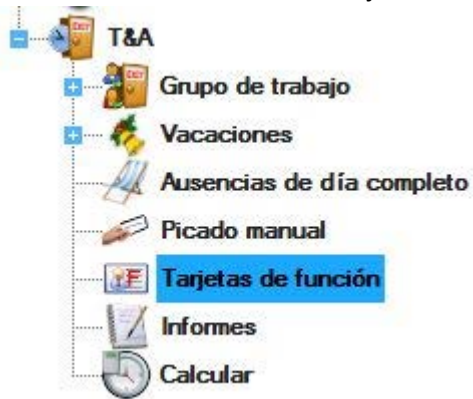 T&A
Grupo de trabajo
Vacaciones
Ausencias de día completo
Picado manual
Tarjetas de función
Informes
Calcular